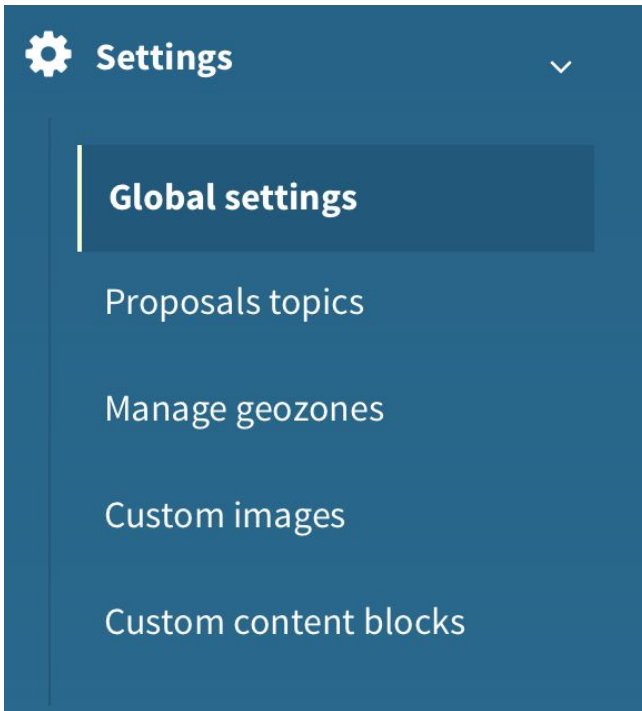 Settings
Global settings
Proposals topics
Manage geozones
Custom images
Custom content blocks